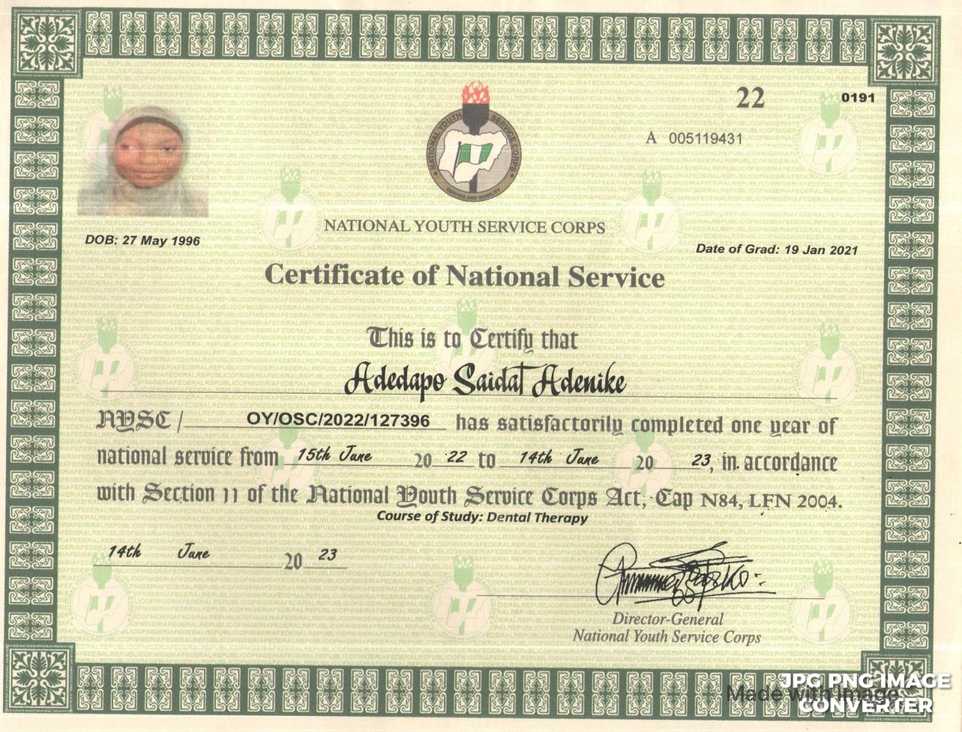 22
0191
A 005119431
NATIONAL YOUTH SERVICE CORPS
DOB: 27 May 1996
Date of Grad: 19 Jan 2021
Certificate of National Service
This is to Certify that
Adedapo Saidat Adenike
NYSC / OY/OSC/2022/127396 has satisfactorily completed one year of
national service from 15th June 20 22 to 14th June 20 23, in accordance
with Section 11 of the National Youth Service Corps Act, Cap N84, LFN 2004.
Course of Study: Dental Therapy
14th June 20 23
Director-General
National Youth Service Corps
JPG PNG IMAGE
Made with Image
CONVERTER